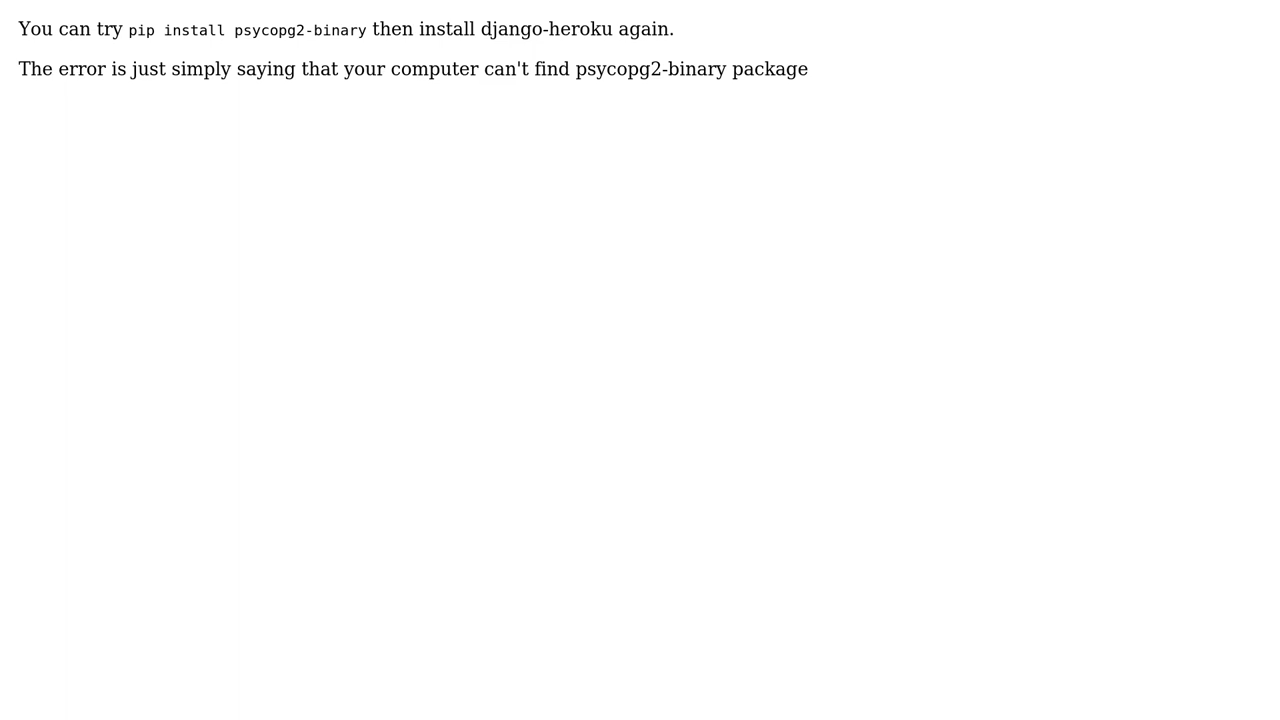 You can try pip install psycopg2-binary then install django-heroku again.
The error is just simply saying that your computer can't find psycopg2-binary package